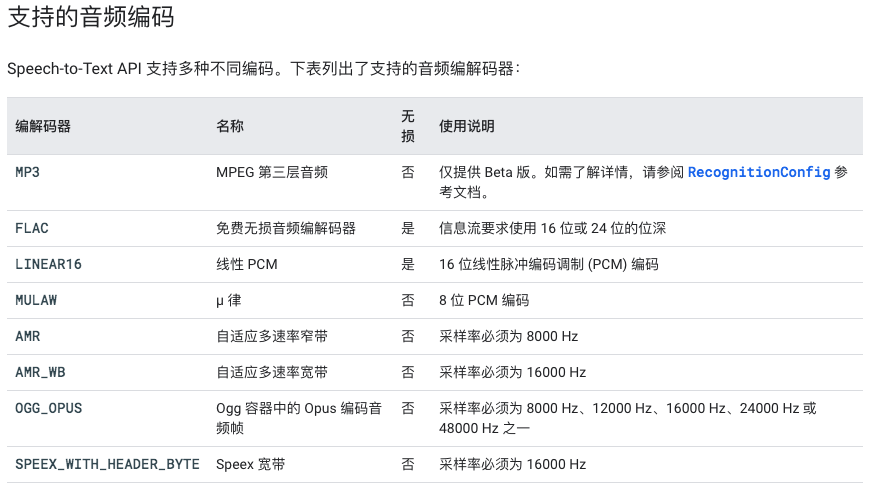 支持的音频编码
Speech-to-Text API 支持多种不同编码。下表列出了支持的音频编解码器：
编解码器 名称 无损 使用说明
MP3 MPEG 第三层音频 否 仅提供 Beta 版。如需了解详情，请参阅 RecognitionConfig 参
考文档。
FLAC 免费无损音频编解码器 是 信息流要求使用 16 位或 24 位的位深
LINEAR16 线性 PCM 是 16 位线性脉冲编码调制 (PCM) 编码
MULAW μ 律 否 8 位 PCM 编码
AMR 自适应多速率窄带 否 采样率必须为 8000 Hz
AMR_WB 自适应多速率宽带 否 采样率必须为 16000 Hz
OGG_OPUS Ogg 容器中的 Opus 编码音 否 采样率必须为 8000 Hz、12000 Hz、16000 Hz、24000 Hz 或
频帧 48000 Hz 之一
SPEEX_WITH_HEADER_BYTE Speex 宽带 否 采样率必须为 16000 Hz